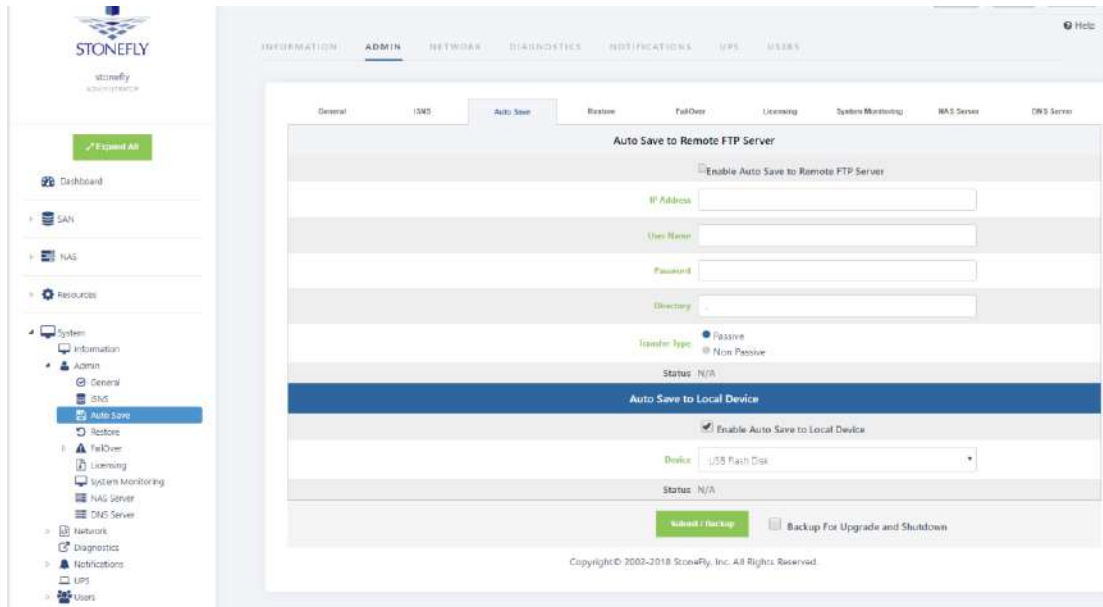 Help
STONEFLY
stonefly
ADMINISTRATOR
INFORMATION ADMIN NETWORK DIAGNOSTICS NOTIFICATIONS UPS USERS
General iSNS Auto Save Restore FailOver Licensing System Monitoring NAS Server DNS Server
Expand All
Dashboard
SAN
NAS
Resources
System
Information
Admin
General
iSNS
Auto Save
Restore
FailOver
Licensing
System Monitoring
NAS Server
DNS Server
Network
Diagnostics
Notifications
UPS
Users
Auto Save to Remote FTP Server
Enable Auto Save to Remote FTP Server
IP Address
User Name
Password
Directory .
Transfer Type Passive
Non Passive
Status N/A
Auto Save to Local Device
Enable Auto Save to Local Device
Device USB Flash Disk
Status N/A
Submit / Backup Backup For Upgrade and Shutdown
Copyright© 2002-2018 StoneFly, Inc. All Rights Reserved.